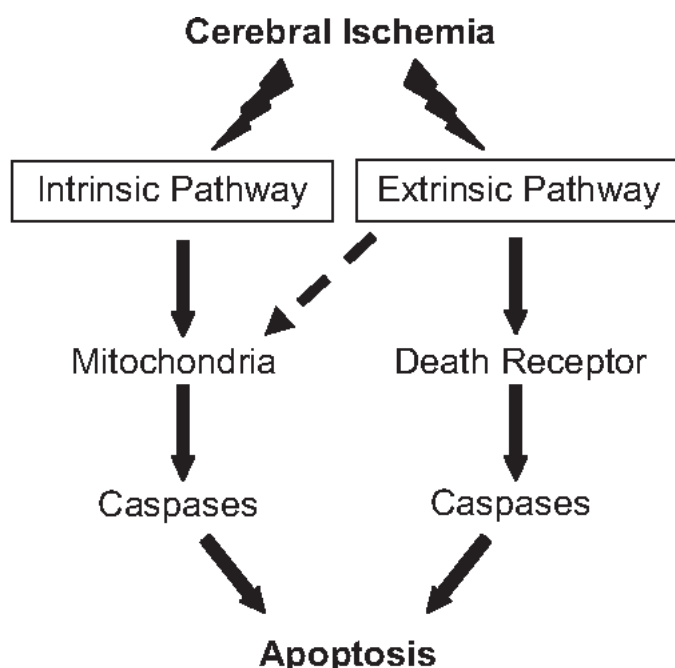 Cerebral Ischemia
Intrinsic Pathway
Extrinsic Pathway
Mitochondria
Death Receptor
Caspases
Caspases
Apoptosis